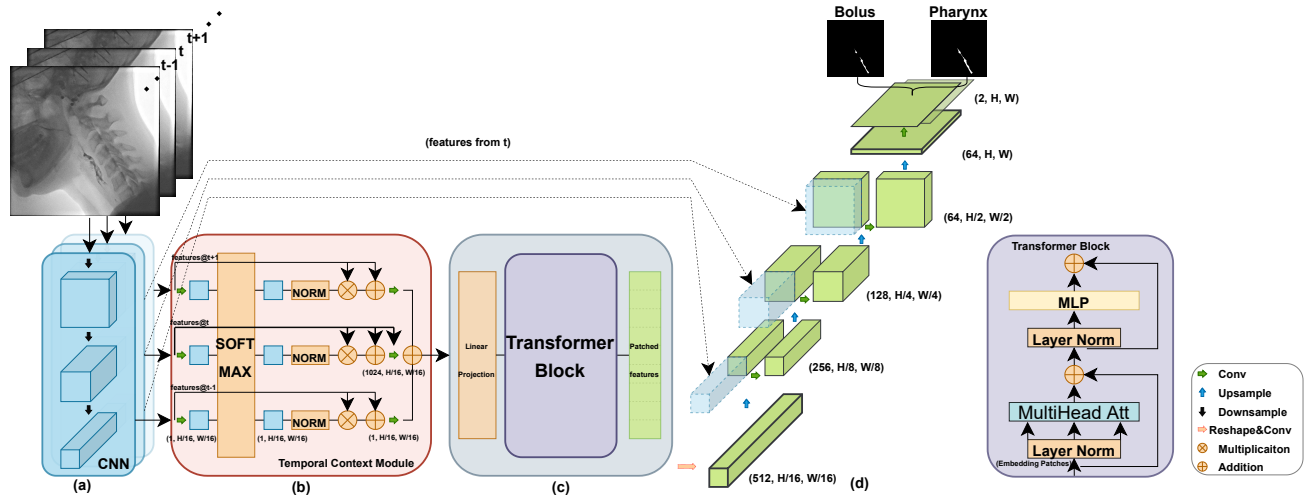 t+1
t
t-1
CNN
(a)
features@t+1
features@t
features@t-1
SOFT
MAX
NORM
NORM
NORM
(1024, H/16, W/16)
(1, H/16, W/16)
(1, H/16, W/16)
(1, H/16, W/16)
Temporal Context Module
(b)
Linear
Projection
Transformer
Block
Patched
features
(c)
(features from t)
Bolus
Pharynx
(2, H, W)
(64, H, W)
(64, H/2, W/2)
(128, H/4, W/4)
(256, H/8, W/8)
(512, H/16, W/16)
(d)
Transformer Block
MLP
Layer Norm
MultiHead Att
Layer Norm
(Embedding Patches)
Conv
Upsample
Downsample
Reshape&Conv
Multiplicaiton
Addition